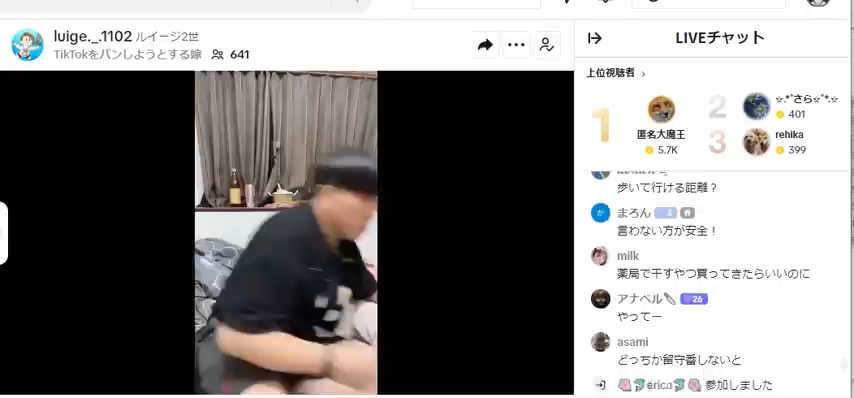 luige._.1102 ルイージ2世
TikTokをバンしようとする嫁 641
LIVEチャット
上位視聴者
1
匿名大魔王
5.7K
2
☆.*˚さら☆˚*.☆
401
3
rehika
399
歩いて行ける距離？
か まろん 3
言わない方が安全！
milk
薬局で干すやつ買ってきたらいいのに
アナベル 26
やってー
asami
どっちか留守番しないと
erica 参加しました